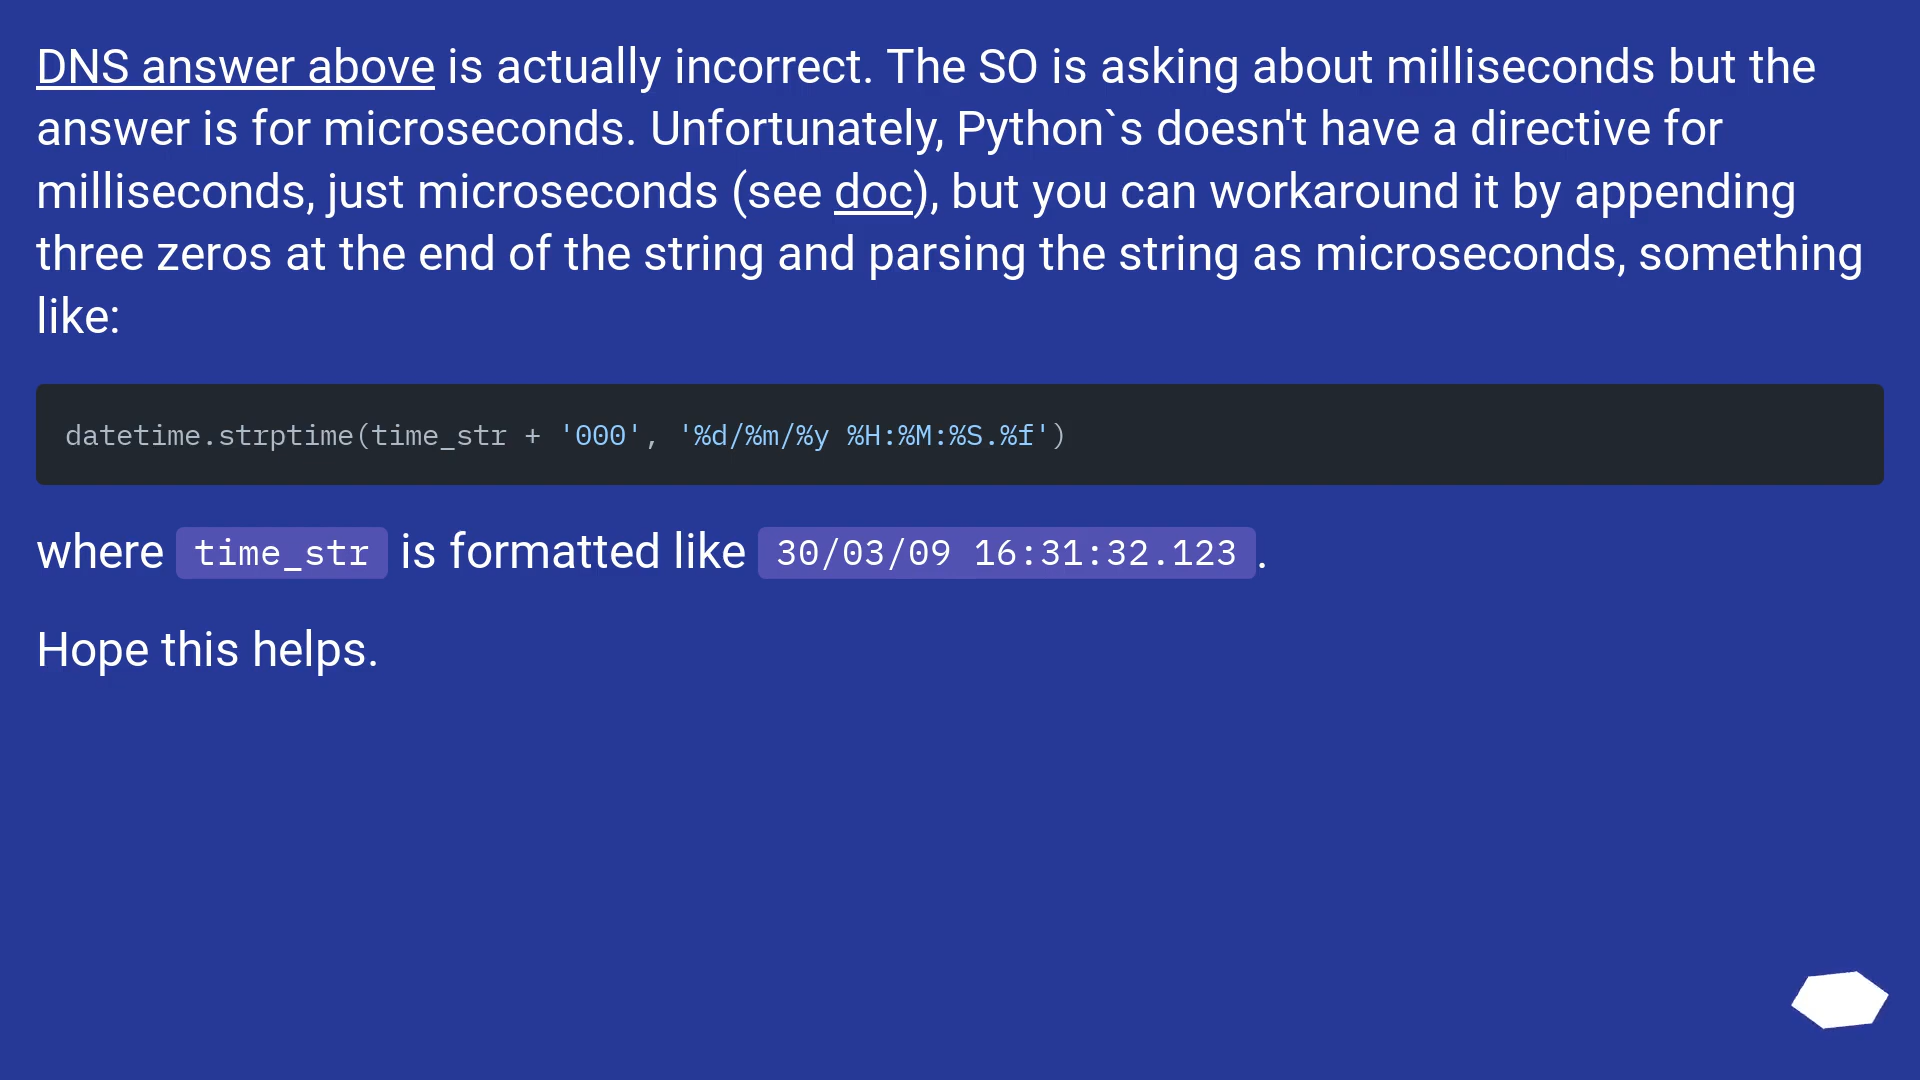 DNS answer above is actually incorrect. The SO is asking about milliseconds but the
answer is for microseconds. Unfortunately, Python`s doesn't have a directive for
milliseconds, just microseconds (see doc), but you can workaround it by appending
three zeros at the end of the string and parsing the string as microseconds, something
like:
datetime.strptime(time_str + '000', '%d/%m/%y %H:%M:%S.%f')
where time_str is formatted like 30/03/09 16:31:32.123.
Hope this helps.